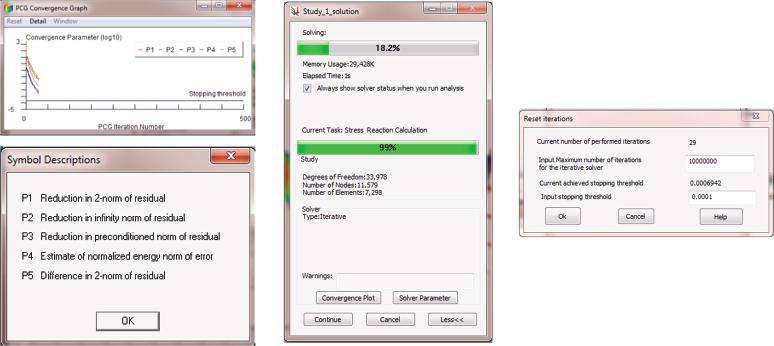 PCG Convergence Graph
Reset Detail Window
Convergence Parameter (log10)
3
P1 P2 P3 P4 P5
Stopping threshold
-5
0
500
PCG Iteration Number
Symbol Descriptions
P1 Reduction in 2-norm of residual
P2 Reduction in infinity norm of residual
P3 Reduction in preconditioned norm of residual
P4 Estimate of normalized energy norm of error
P5 Difference in 2-norm of residual
OK
Study_1_solution
Solving:
18.2%
Memory Usage:29,428K
Elapsed Time:1s
Always show solver status when you run analysis
Current Task: Stress Reaction Calculation
99%
Study
Degrees of Freedom:33,978
Number of Nodes:11,579
Number of Elements:7,298
Solver
Type:Iterative
Warnings:
Convergence Plot Solver Parameter
Continue Cancel Less<<
Reset iterations
Current number of performed iterations 29
Input Maximum number of iterations 10000000
for the iterative solver
Current achieved stopping threshold 0.0006942
Input stopping threshold 0.0001
Ok Cancel Help